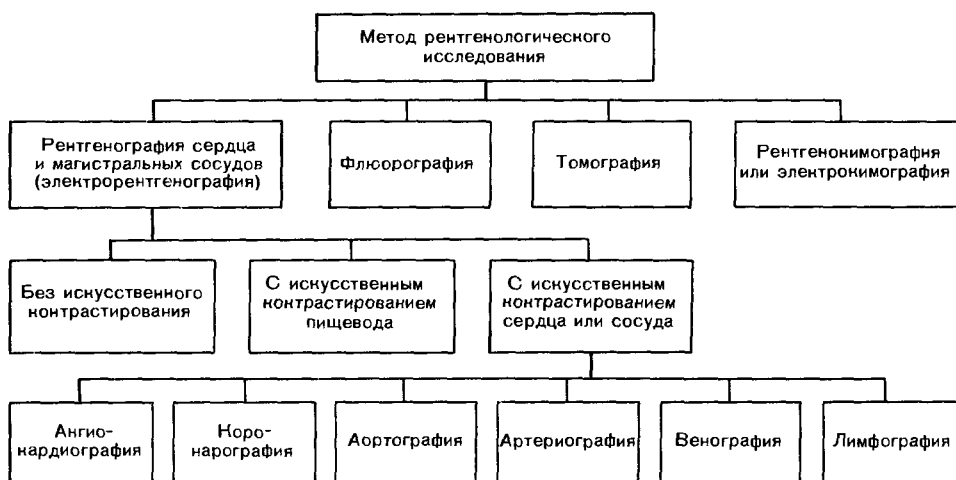 Метод рентгенологического
исследования
Рентгенография сердца
и магистральных сосудов
(электрорентгенография)
Флюорография
Томография
Рентгенокимография
или электрокимография
Без искусственного
контрастирования
С искусственным
контрастированием
пищевода
С искусственным
контрастированием
сердца или сосуда
Ангио-
кардиография
Коро-
нарография
Аортография
Артериография
Венография
Лимфография